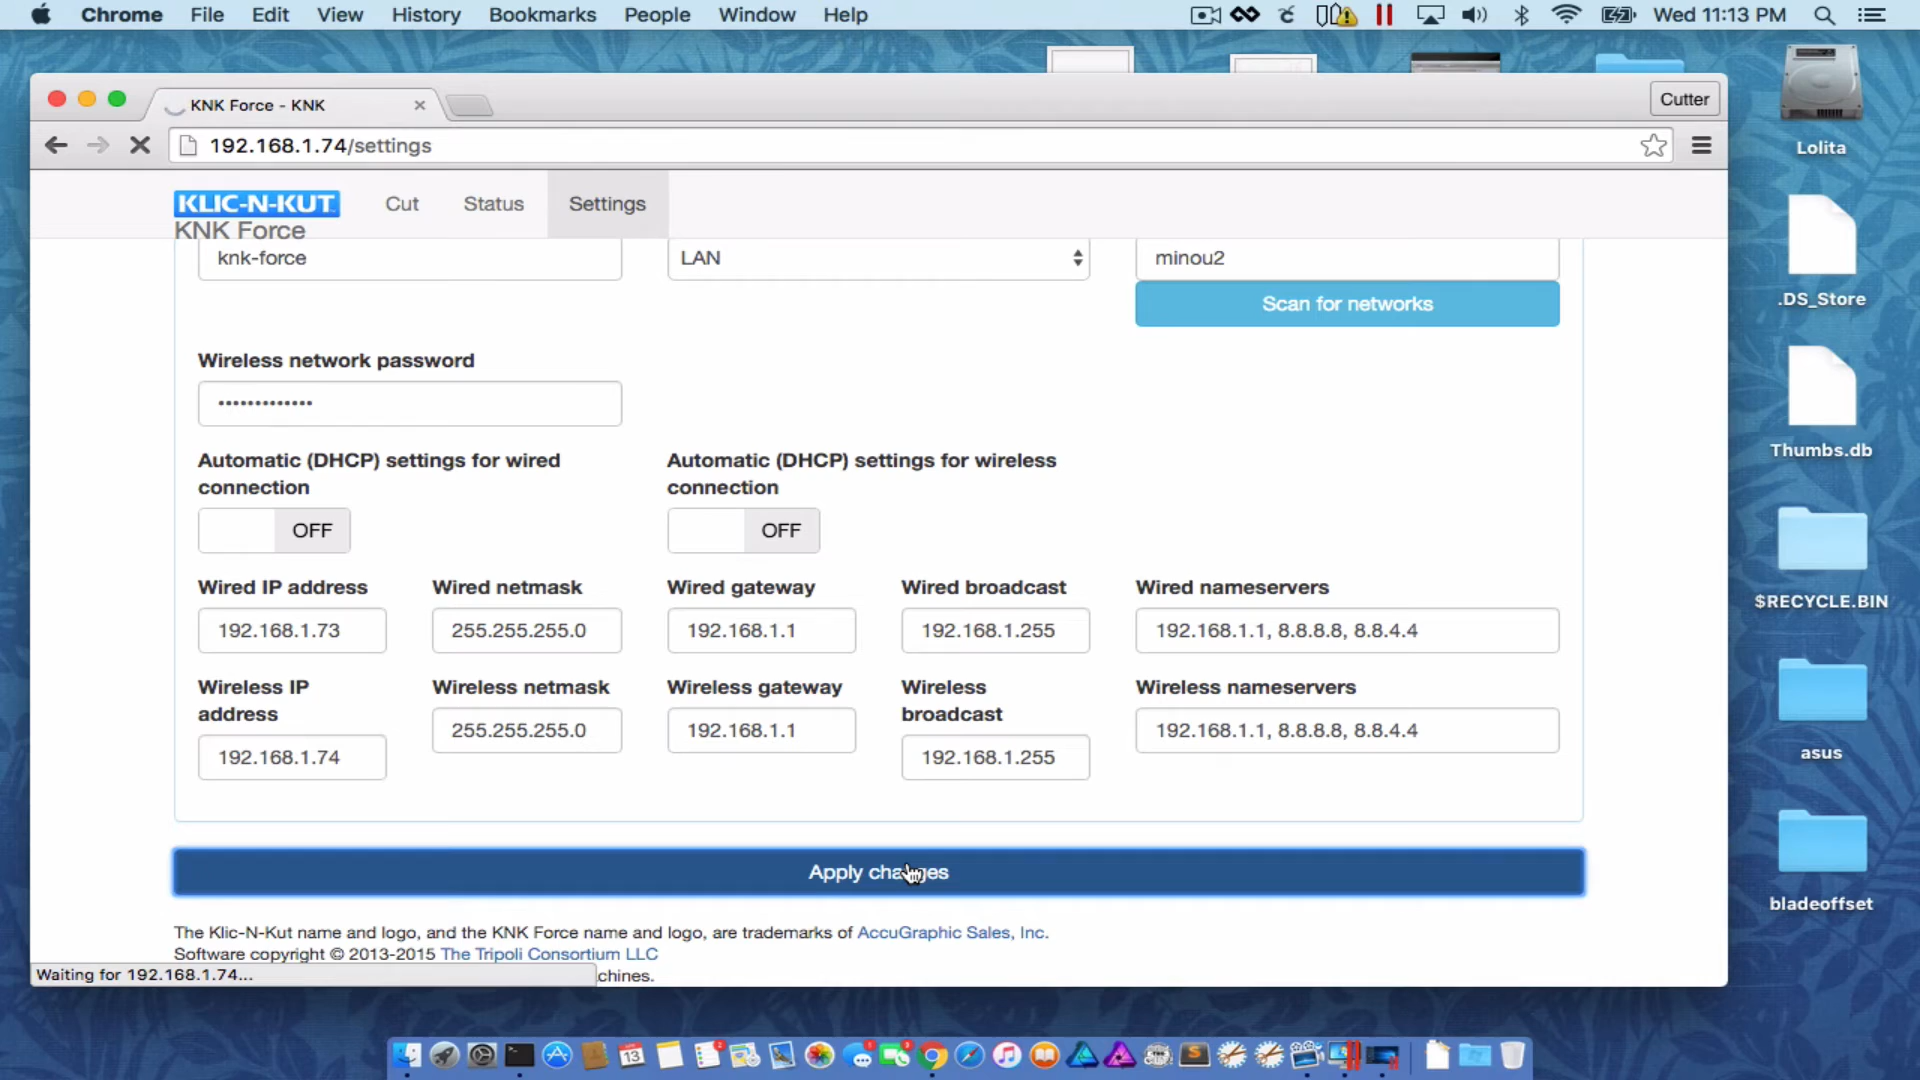 Chrome File Edit View History Bookmarks People Window Help
Wed 11:13 PM
KNK Force - KNK
Cutter
192.168.1.74/settings
KLIC-N-KUT
KNK Force
Cut
Status
Settings
knk-force
LAN
minou2
Scan for networks
Wireless network password
•••••••••••••
Automatic (DHCP) settings for wired
connection
Automatic (DHCP) settings for wireless
connection
OFF
OFF
Wired IP address
Wired netmask
Wired gateway
Wired broadcast
Wired nameservers
192.168.1.73
255.255.255.0
192.168.1.1
192.168.1.255
192.168.1.1, 8.8.8.8, 8.8.4.4
Wireless IP
address
Wireless netmask
Wireless gateway
Wireless
broadcast
Wireless nameservers
192.168.1.74
255.255.255.0
192.168.1.1
192.168.1.255
192.168.1.1, 8.8.8.8, 8.8.4.4
Apply changes
The Klic-N-Kut name and logo, and the KNK Force name and logo, are trademarks of AccuGraphic Sales, Inc.
Software copyright © 2013-2015 The Tripoli Consortium LLC
chines.
Waiting for 192.168.1.74...
Lolita
.DS_Store
Thumbs.db
$RECYCLE.BIN
asus
bladeoffset
13